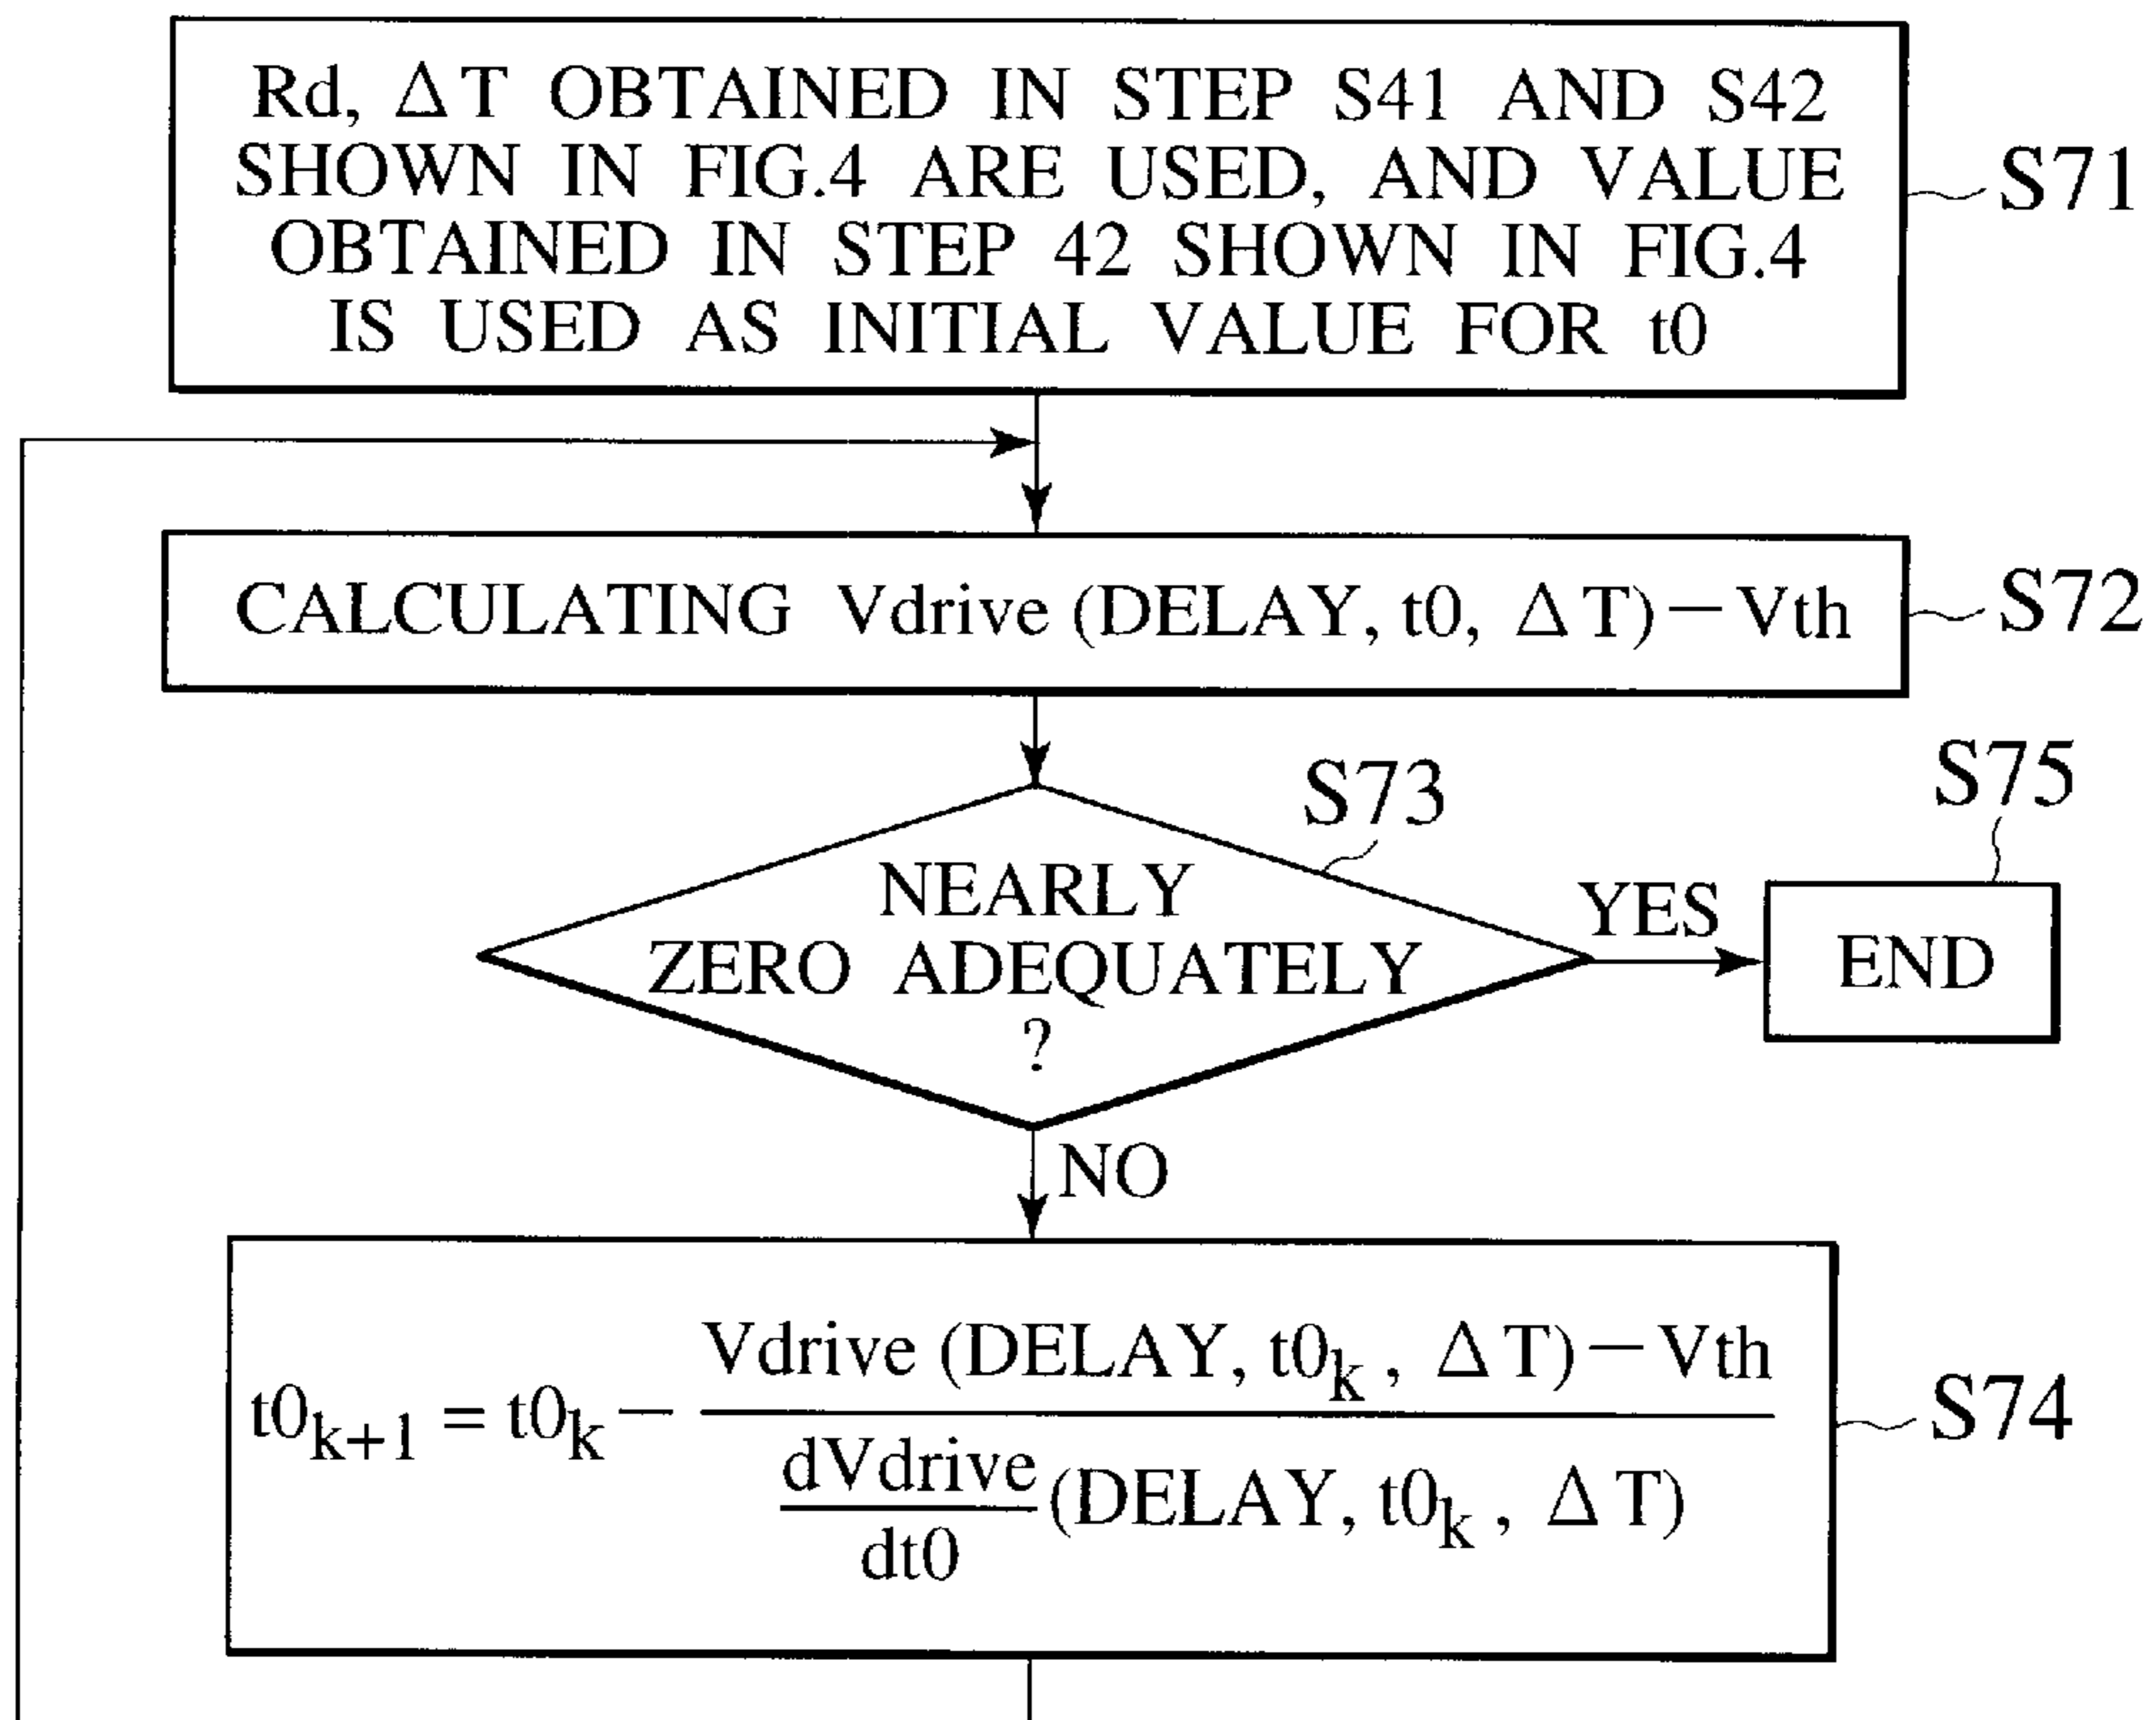 Rd, ΔT OBTAINED IN STEP S41 AND S42
SHOWN IN FIG.4 ARE USED, AND VALUE
OBTAINED IN STEP 42 SHOWN IN FIG.4
IS USED AS INITIAL VALUE FOR t0
S71
CALCULATING Vdrive (DELAY, t0, ΔT)−Vth
S72
S73
NEARLY
ZERO ADEQUATELY
?
YES
S75
END
NO
t0k+1 = t0k − Vdrive (DELAY, t0k, ΔT)−Vth
dVdrive
dt0
(DELAY, t0k, ΔT)
S74